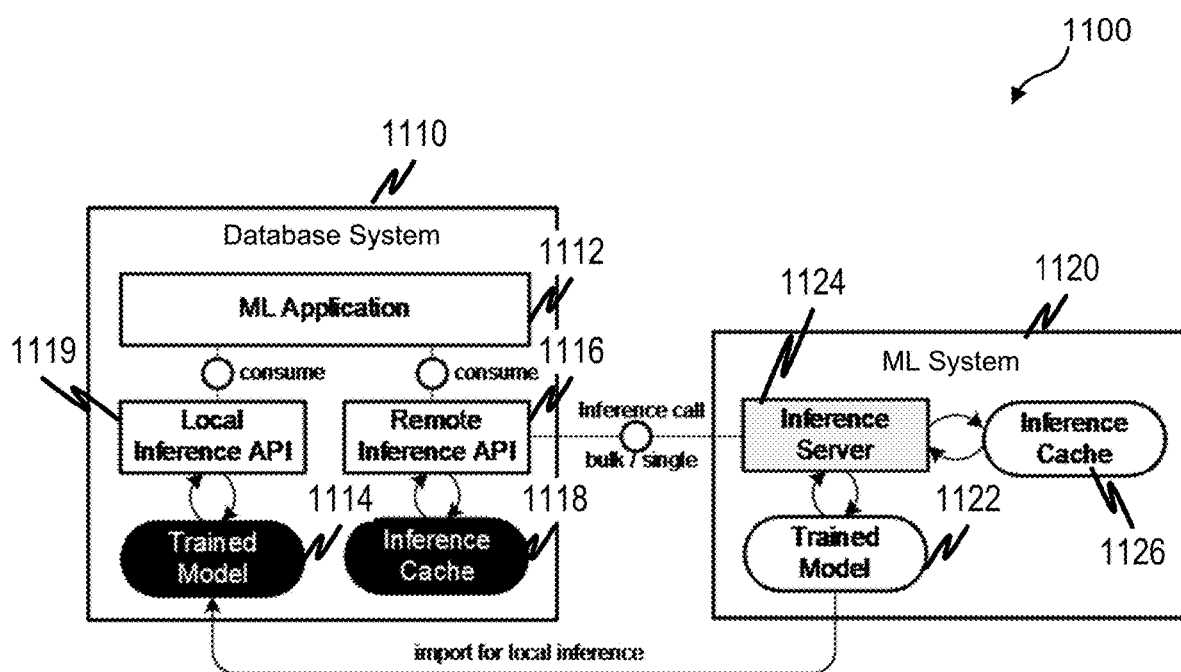 1100
1110
Database System
1112
ML Application
1119
consume
consume
1116
Local
Inference API
Remote
Inference API
Inference call
bulk / single
1124
1120
ML System
Inference
Server
Inference
Cache
1114
Trained
Model
1118
Inference
Cache
1122
Trained
Model
1126
import for local inference